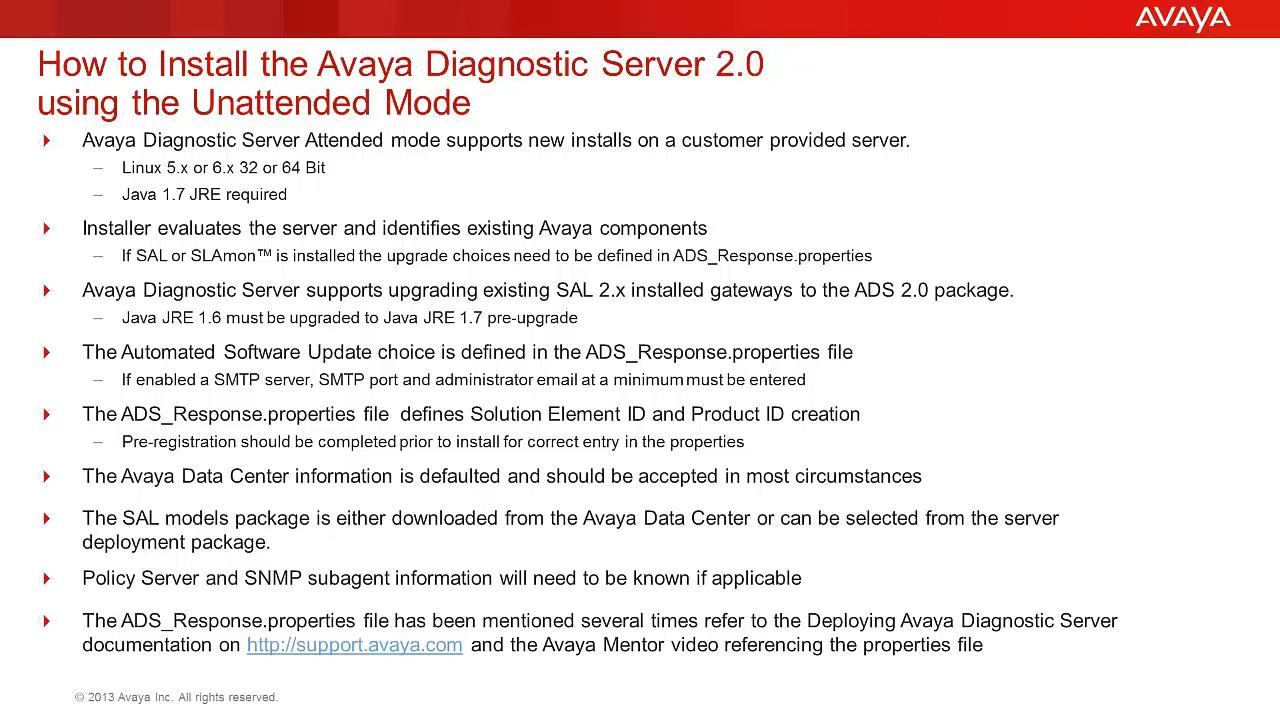 AVAYA
How to Install the Avaya Diagnostic Server 2.0
using the Unattended Mode
Avaya Diagnostic Server Attended mode supports new installs on a customer provided server.
– Linux 5.x or 6.x 32 or 64 Bit
– Java 1.7 JRE required
Installer evaluates the server and identifies existing Avaya components
– If SAL or SLAmon™ is installed the upgrade choices need to be defined in ADS_Response.properties
Avaya Diagnostic Server supports upgrading existing SAL 2.x installed gateways to the ADS 2.0 package.
– Java JRE 1.6 must be upgraded to Java JRE 1.7 pre-upgrade
The Automated Software Update choice is defined in the ADS_Response.properties file
– If enabled a SMTP server, SMTP port and administrator email at a minimum must be entered
The ADS_Response.properties file defines Solution Element ID and Product ID creation
– Pre-registration should be completed prior to install for correct entry in the properties
The Avaya Data Center information is defaulted and should be accepted in most circumstances
The SAL models package is either downloaded from the Avaya Data Center or can be selected from the server
deployment package.
Policy Server and SNMP subagent information will need to be known if applicable
The ADS_Response.properties file has been mentioned several times refer to the Deploying Avaya Diagnostic Server
documentation on http://support.avaya.com and the Avaya Mentor video referencing the properties file
© 2013 Avaya Inc. All rights reserved.